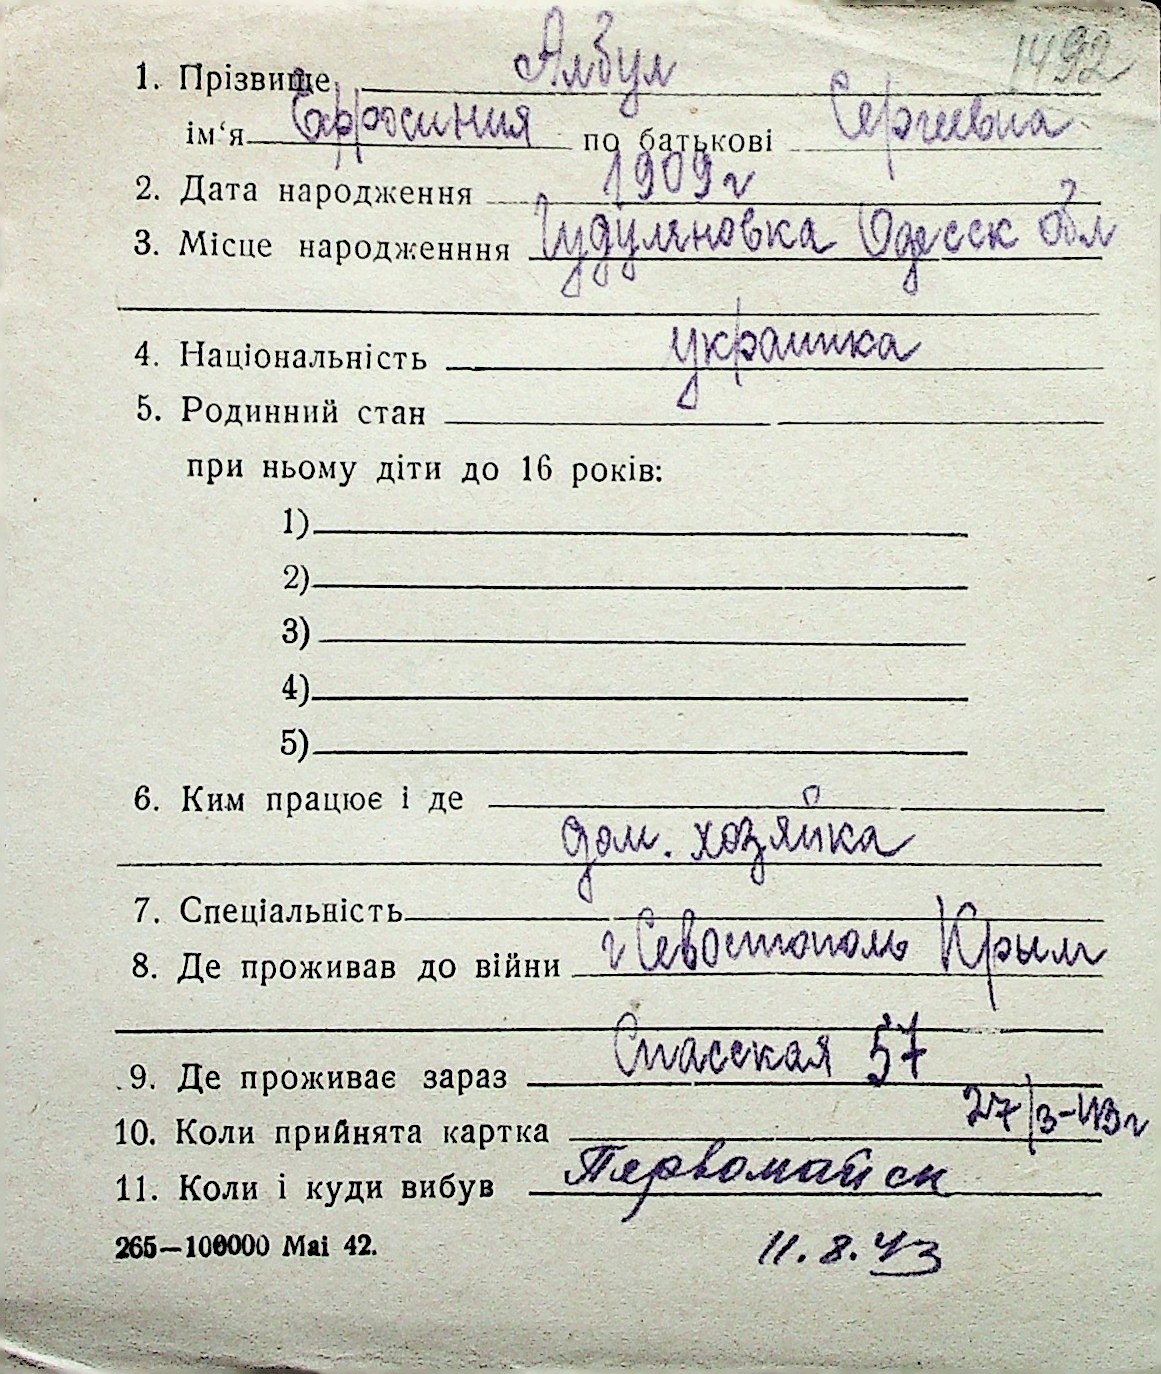 1492
1. Прізвище Албул
ім‘я Ефросиния по батькові Сергеевна
2. Дата народження 1909 г
3. Місце народженння Гудуляновка Одесск обл
4. Національність украинка
5. Родинний стан
при ньому діти до 16 років:
1)
2)
3)
4)
5)
6. Ким працює і де
дом. хозяйка
7. Спеціальність
8. Де проживав до війни г Севостополь Крым
9. Де проживає зараз Спасская 57
10. Коли прийнята картка 27/3-43 г
11. Коли і куди вибув Первомайск
265—100000 Mai 42. 11.8.43